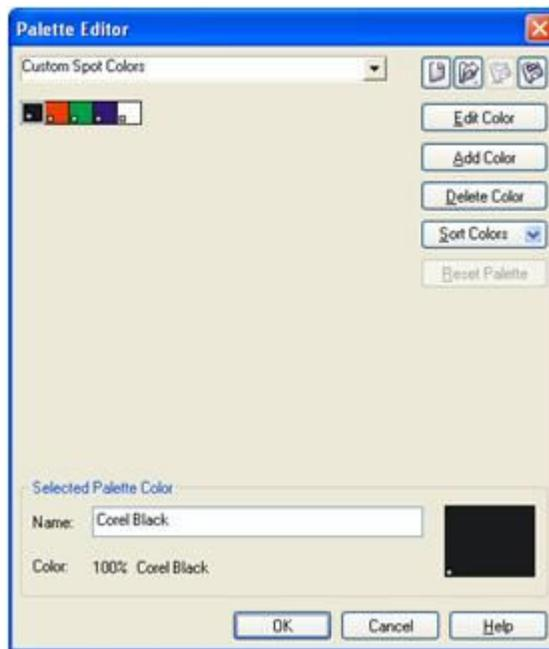 Palette Editor
Custom Spot Colors
Edit Color
Add Color
Delete Color
Sort Colors
Reset Palette
Selected Palette Color
Name: Corel Black
Color: 100% Corel Black
OK Cancel Help